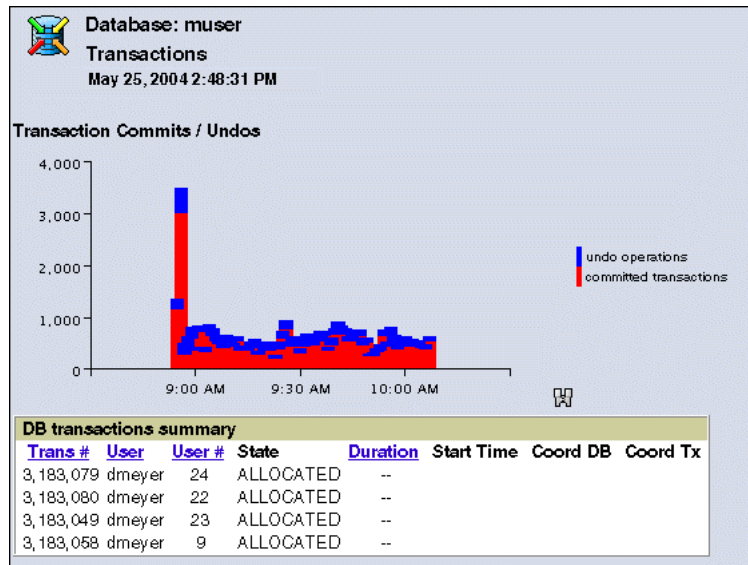 Database: muser
Transactions
May 25, 2004 2:48:31 PM
Transaction Commits / Undos
4,000
3,000
2,000
1,000
0
9:00 AM 9:30 AM 10:00 AM
undo operations
committed transactions
DB transactions summary
Trans # User User # State Duration Start Time Coord DB Coord Tx
3,183,079 dmeyer 24 ALLOCATED --
3,183,080 dmeyer 22 ALLOCATED --
3,183,049 dmeyer 23 ALLOCATED --
3,183,058 dmeyer 9 ALLOCATED --